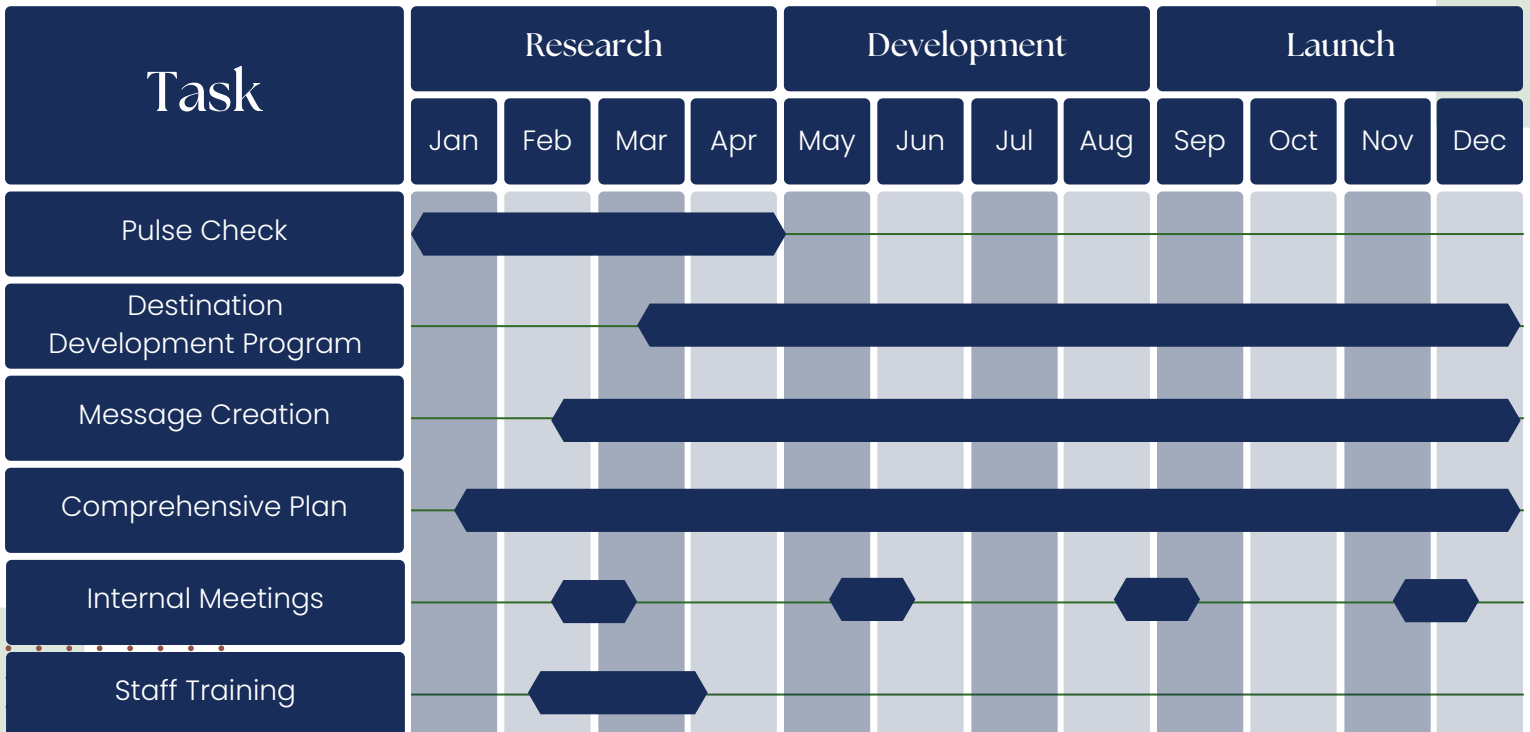 Task
Research
Development
Launch
Jan
Feb
Mar
Apr
May
Jun
Jul
Aug
Sep
Oct
Nov
Dec
Pulse Check
Destination
Development Program
Message Creation
Comprehensive Plan
Internal Meetings
Staff Training